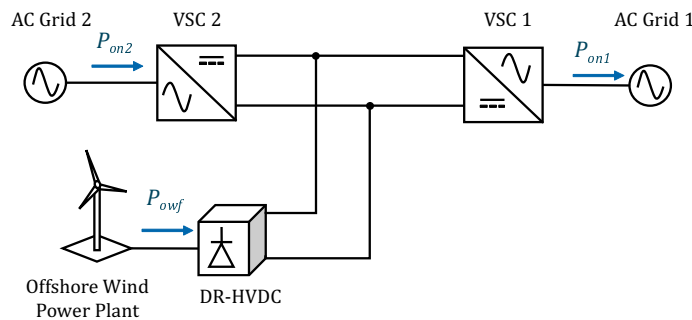 AC Grid 2
VSC 2
VSC 1
AC Grid 1
Pon2
Pon1
Powf
Offshore Wind
Power Plant
DR-HVDC